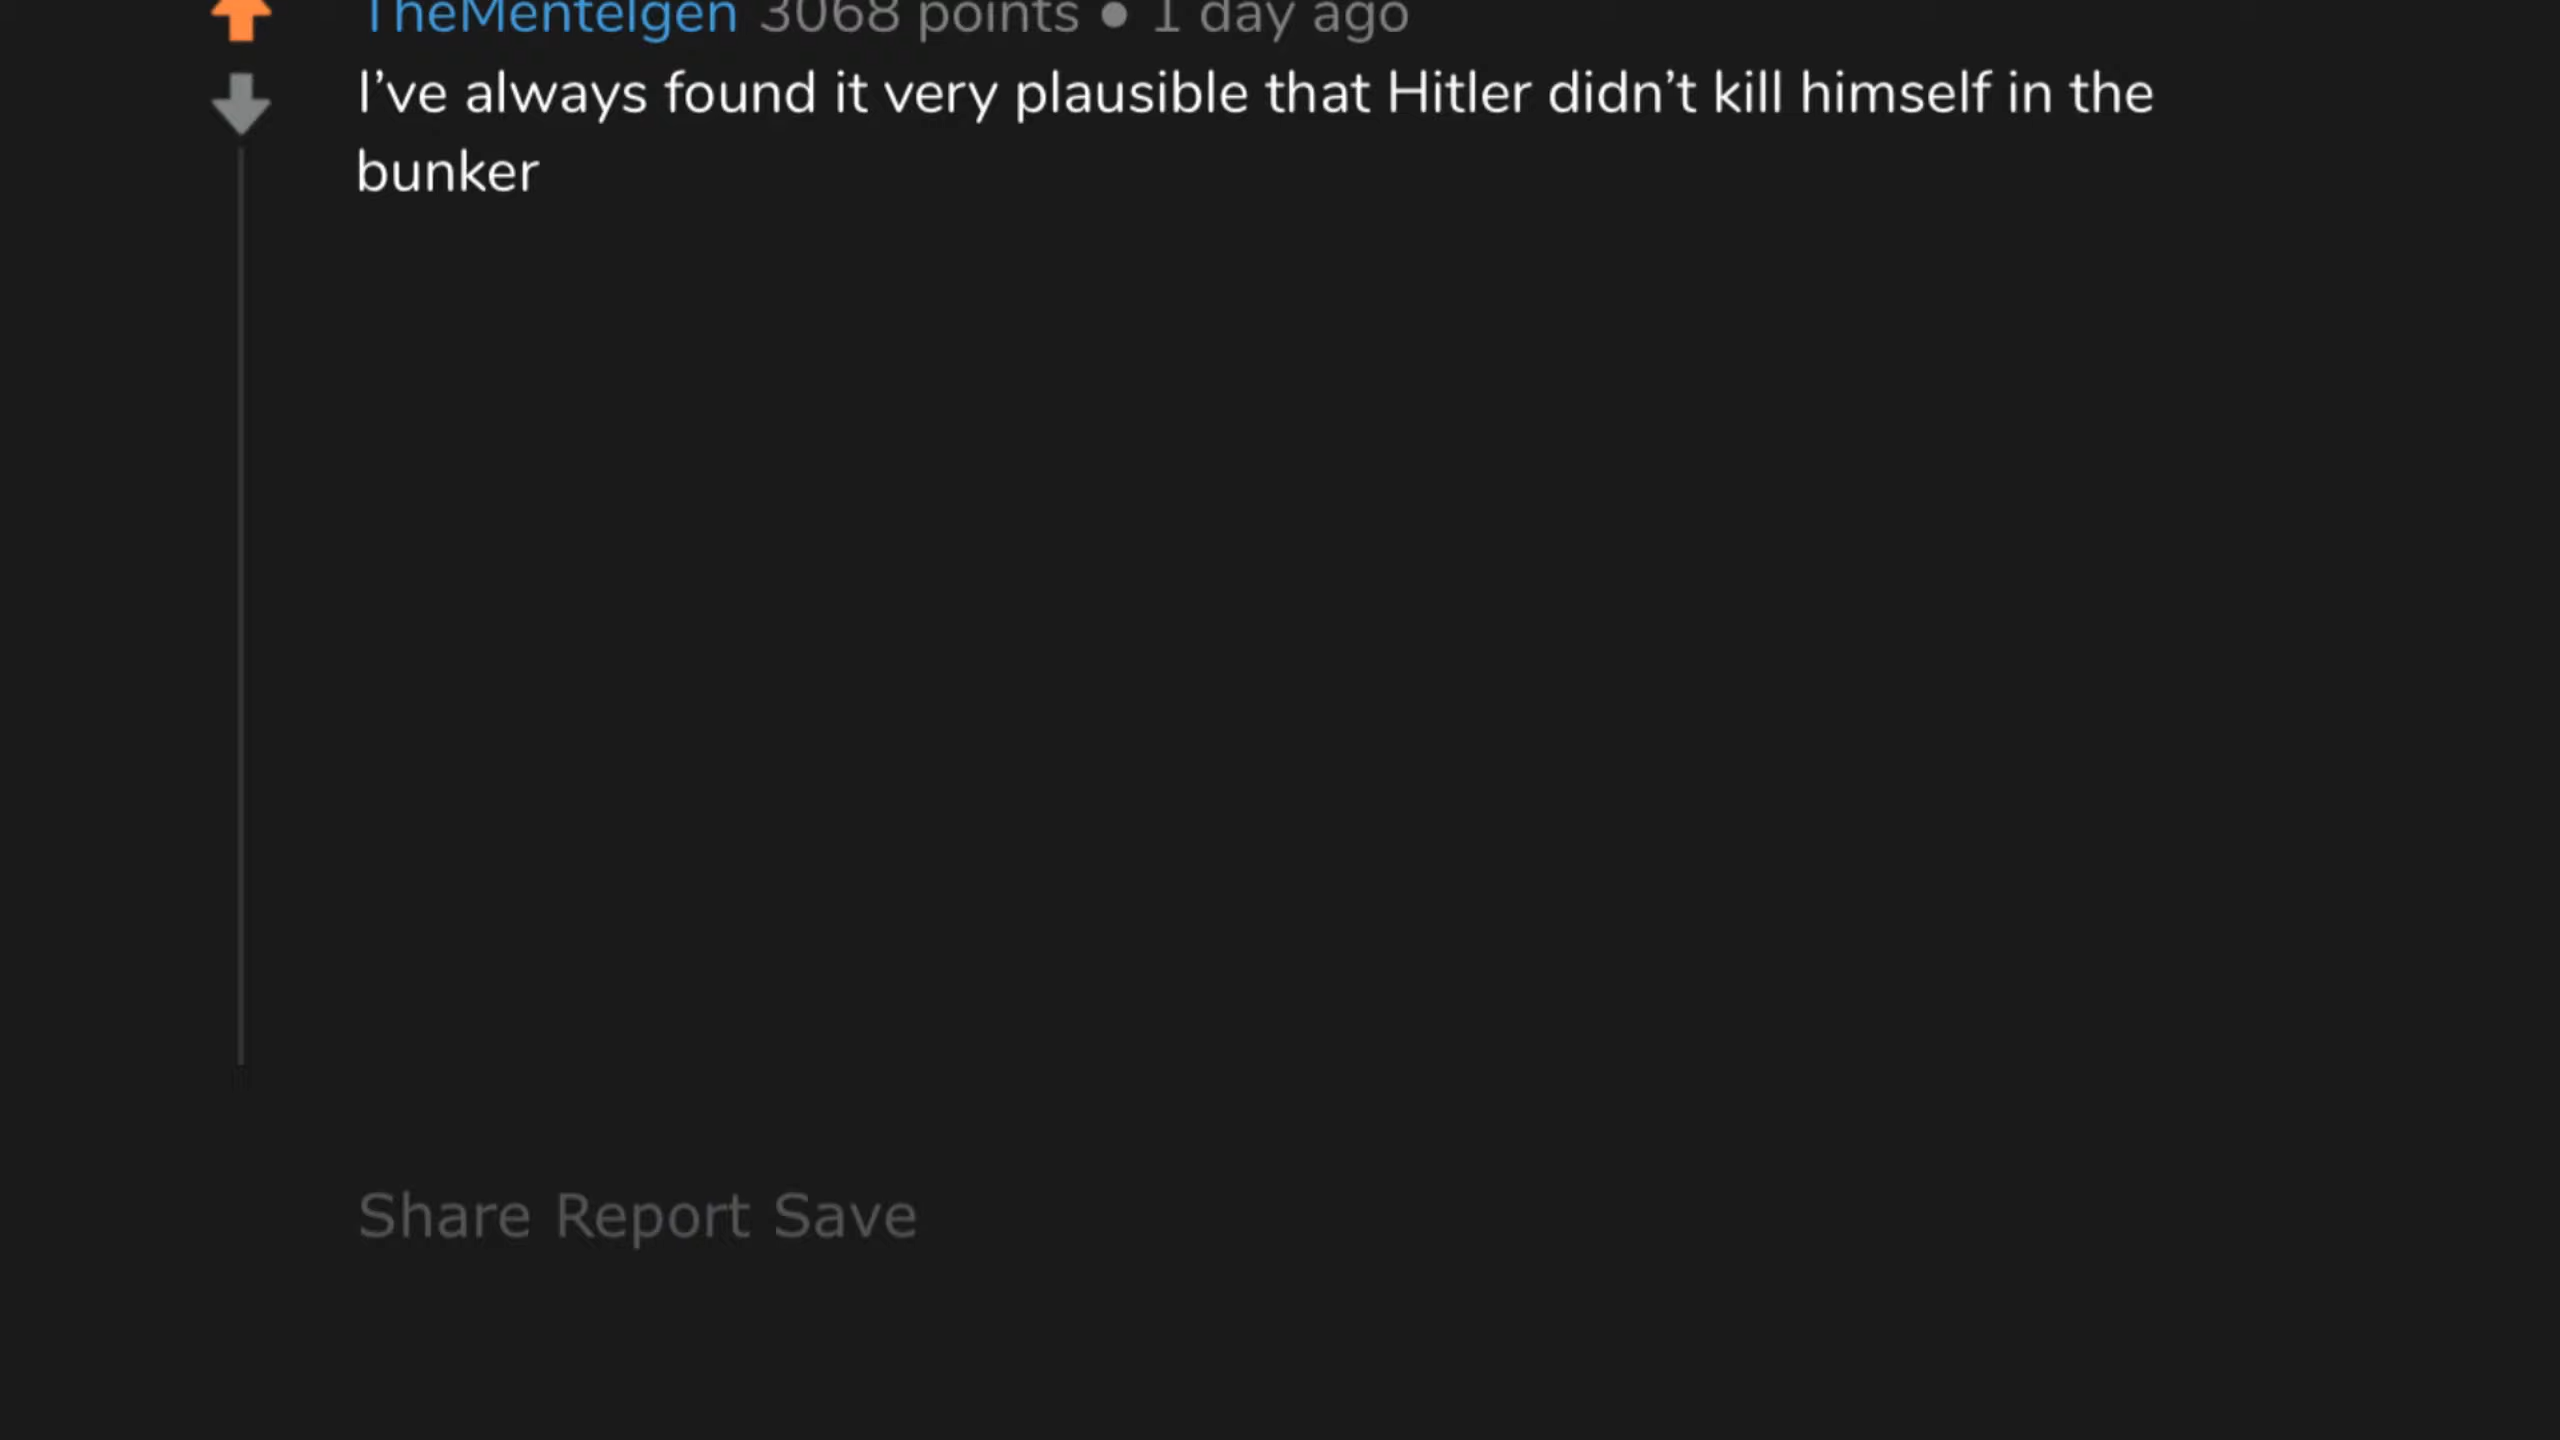 TheMentelgen 3068 points • 1 day ago
I’ve always found it very plausible that Hitler didn’t kill himself in the
bunker
Share Report Save